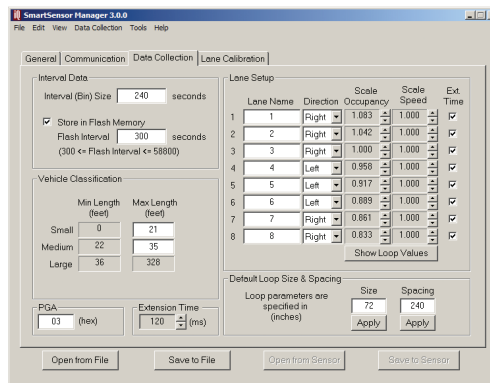 SmartSensor Manager 3.0.0
File Edit View Data Collection Tools Help
General Communication Data Collection Lane Calibration
Interval Data
Interval (Bin) Size 240 seconds
Store in Flash Memory
Flash Interval 300 seconds
(300 <= Flash Interval <= 58800)
Vehicle Classification
Min Length (feet) Max Length (feet)
Small 0 21
Medium 22 35
Large 36 328
PGA
03 (hex)
Extension Time
120 (ms)
Lane Setup
Lane Name Direction Scale Occupancy Scale Speed Ext. Time
1 1 Right 1.083 1.000
2 2 Right 1.042 1.000
3 3 Right 1.000 1.000
4 4 Left 0.958 1.000
5 5 Left 0.917 1.000
6 6 Left 0.889 1.000
7 7 Right 0.861 1.000
8 8 Right 0.833 1.000
Show Loop Values
Default Loop Size & Spacing
Loop parameters are
specified in
(inches)
Size Spacing
72 240
Apply Apply
Open from File Save to File Open from Sensor Save to Sensor